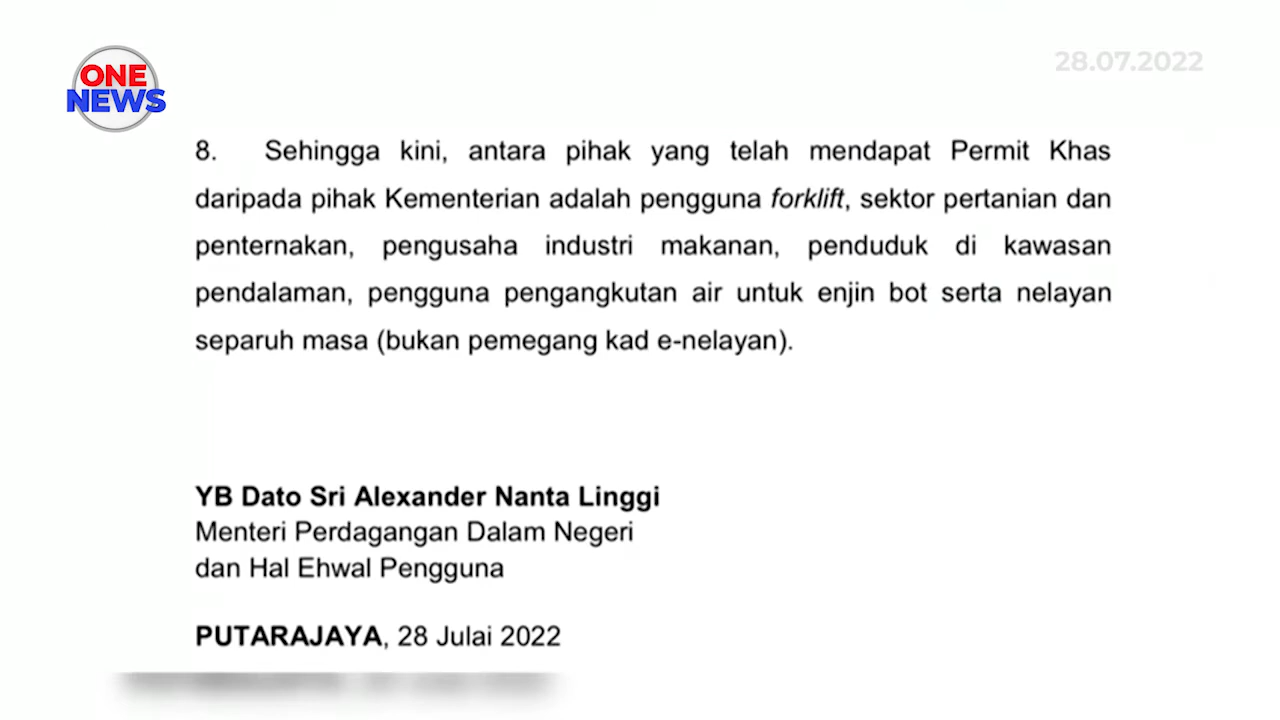 ONE
NEWS
28.07.2022
8. Sehingga kini, antara pihak yang telah mendapat Permit Khas
daripada pihak Kementerian adalah pengguna forklift, sektor pertanian dan
penternakan, pengusaha industri makanan, penduduk di kawasan
pendalaman, pengguna pengangkutan air untuk enjin bot serta nelayan
separuh masa (bukan pemegang kad e-nelayan).
YB Dato Sri Alexander Nanta Linggi
Menteri Perdagangan Dalam Negeri
dan Hal Ehwal Pengguna
PUTARAJAYA, 28 Julai 2022